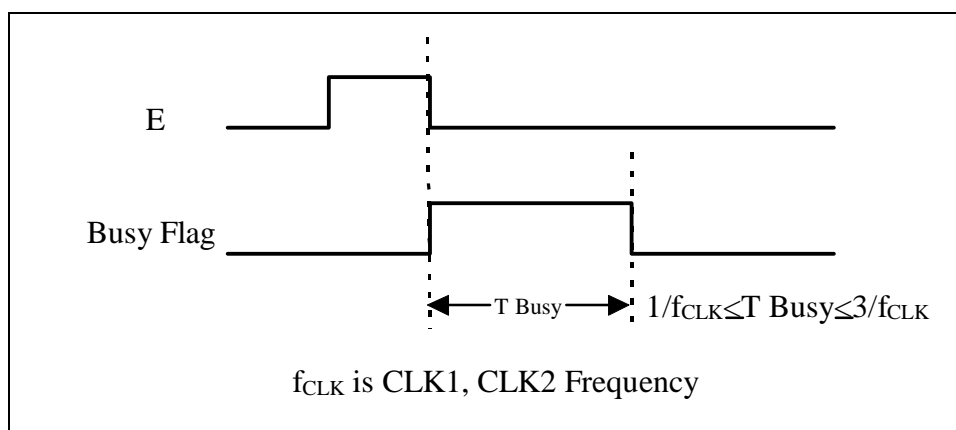 E
Busy Flag
T Busy
1/fCLK≤T Busy≤3/fCLK
fCLK is CLK1, CLK2 Frequency